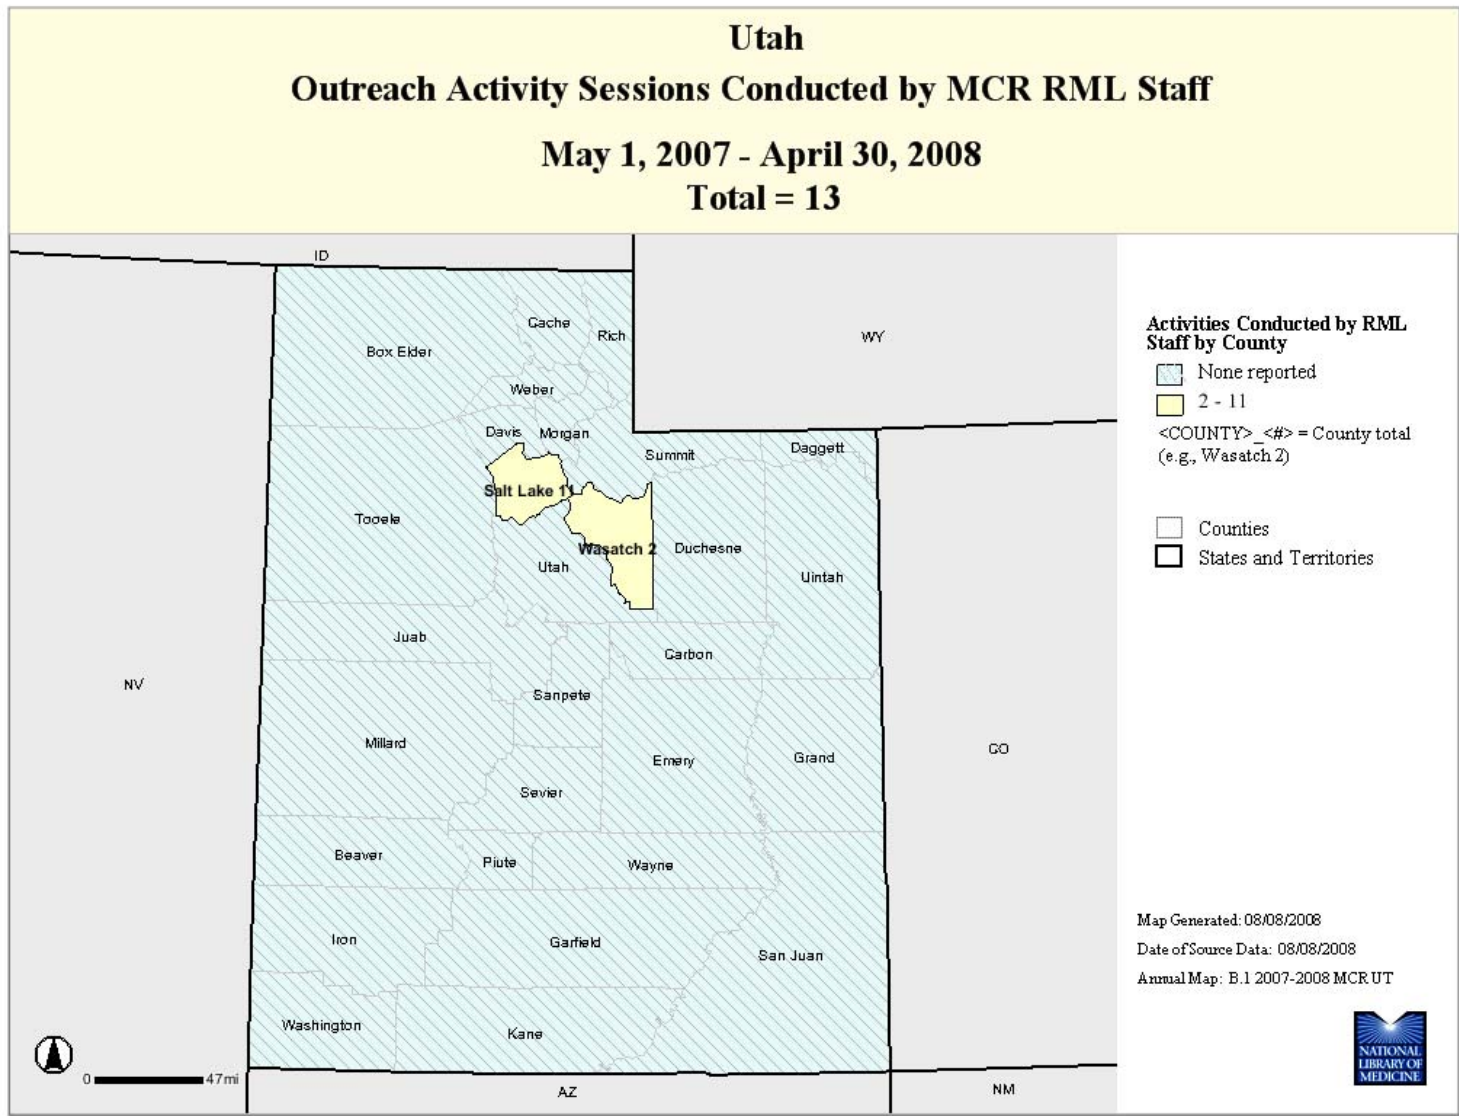 Utah
Outreach Activity Sessions Conducted by MCR RML Staff
May 1, 2007 - April 30, 2008
Total = 13
ID
Cache
Rich
WY
Box Elder
Weber
Davis
Morgan
Summit
Daggett
Salt Lake 11
Tooele
Wasatch 2
Duchesne
Utah
Uintah
Juab
Carbon
NV
Sanpete
Millard
Emery
Grand
CO
Sevier
Beaver
Piute
Wayne
Iron
Garfield
San Juan
Washington
Kane
0 47mi
AZ
NM
Activities Conducted by RML
Staff by County
None reported
2 - 11
<COUNTY>_<#> = County total
(e.g., Wasatch 2)
Counties
States and Territories
Map Generated: 08/08/2008
Date of Source Data: 08/08/2008
Annual Map: B.1 2007-2008 MCR UT
NATIONAL
LIBRARY OF
MEDICINE